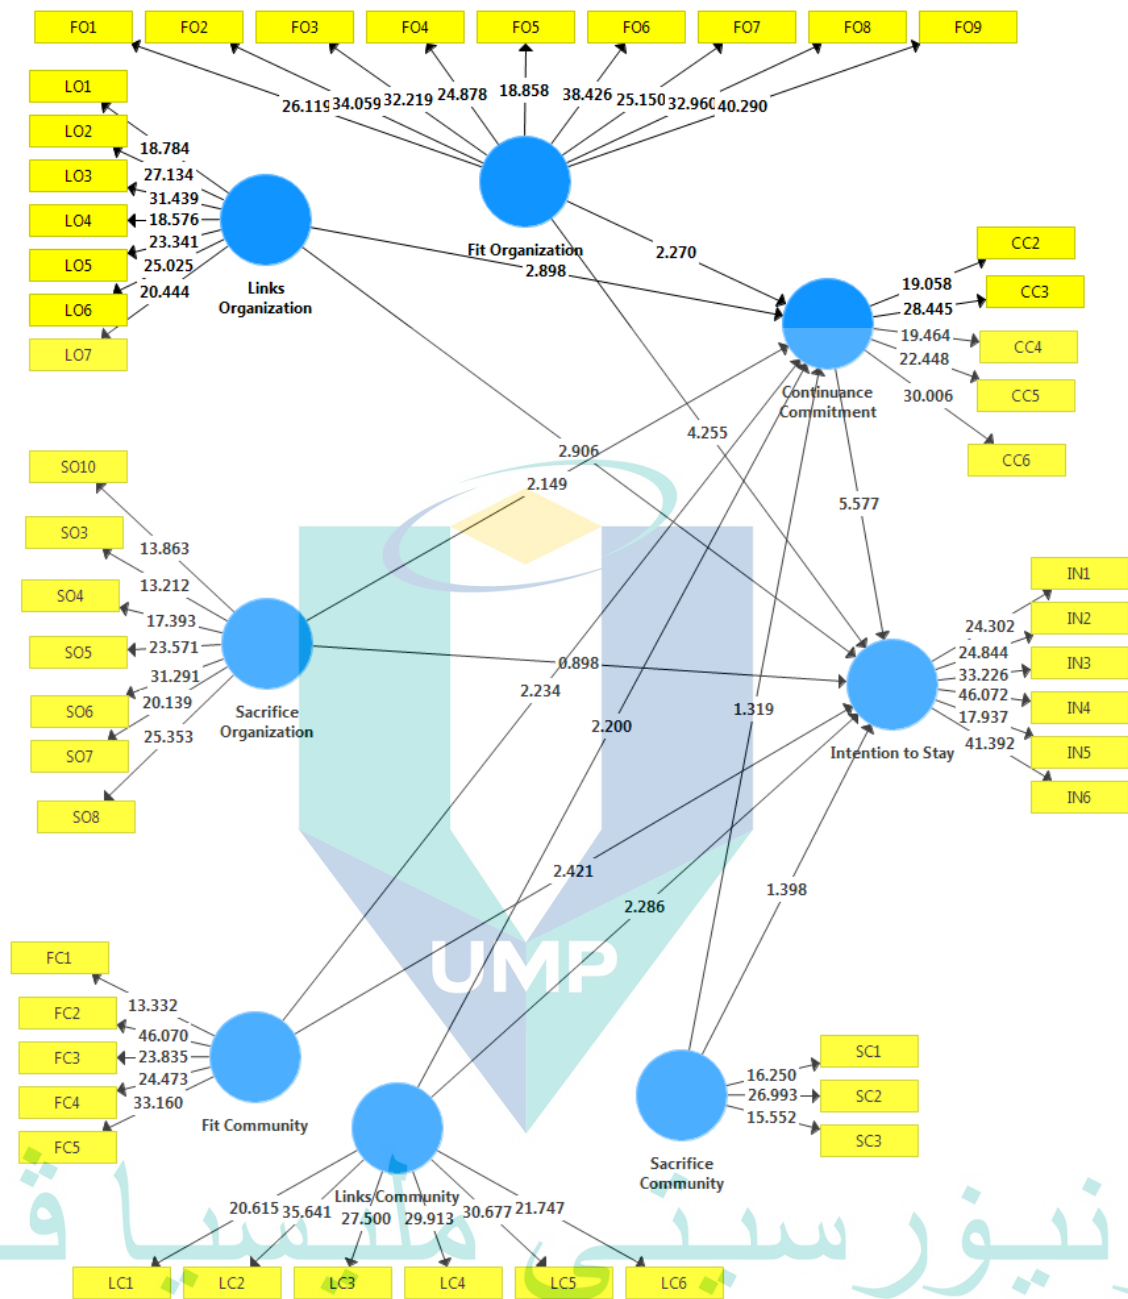 FO1 FO2 FO3 FO4 FO5 FO6 FO7 FO8 FO9
26.119 34.059 32.219 24.878 18.858 38.426 25.150 32.960 40.290
LO1
LO2
LO3
LO4
LO5
LO6
LO7
18.784
27.134
31.439
18.576
23.341
25.025
20.444
Links
Organization
Fit Organization
2.898
2.270
CC2
CC3
CC4
CC5
CC6
19.058
28.445
19.464
22.448
30.006
Continuance
Commitment
4.255
2.906
2.149
5.577
SO10
SO3
SO4
SO5
SO6
SO7
SO8
13.863
13.212
17.393
23.571
31.291
20.139
25.353
Sacrifice
Organization
0.898
2.234
2.200
1.319
IN1
IN2
IN3
IN4
IN5
IN6
24.302
24.844
33.226
46.072
17.937
41.392
Intention to Stay
2.421
2.286
1.398
UMP
FC1
FC2
FC3
FC4
FC5
13.332
46.070
23.835
24.473
33.160
Fit Community
SC1
SC2
SC3
16.250
26.993
15.552
Sacrifice
Community
Links Community
20.615 35.641 27.500 29.913 30.677 21.747
LC1 LC2 LC3 LC4 LC5 LC6